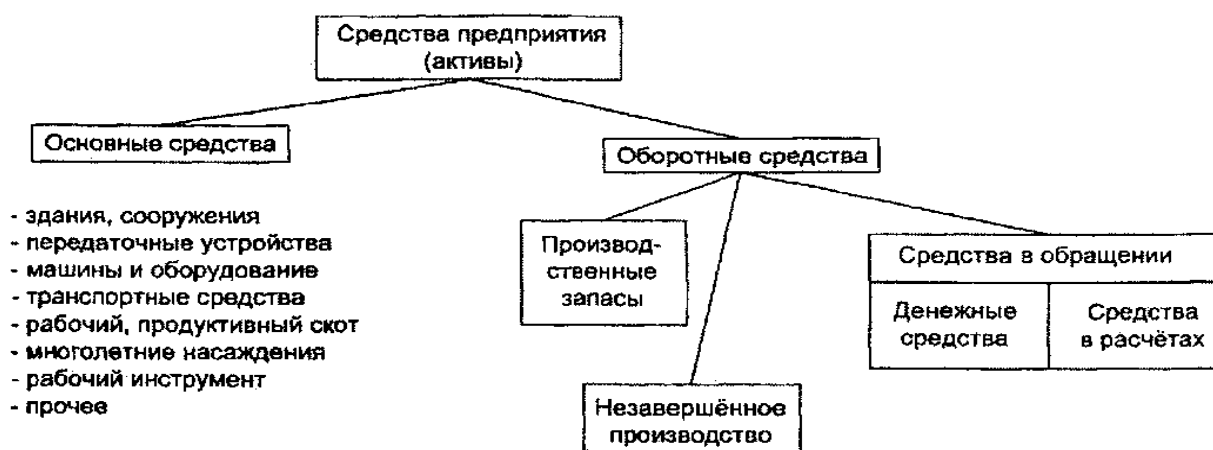 Средства предприятия
(активы)
Основные средства
Оборотные средства
- здания, сооружения
- передаточные устройства
- машины и оборудование
- транспортные средства
- рабочий, продуктивный скот
- многолетние насаждения
- рабочий инструмент
- прочее
Производ-
ственные
запасы
Средства в обращении
Денежные
средства
Средства
в расчётах
Незавершённое
производство